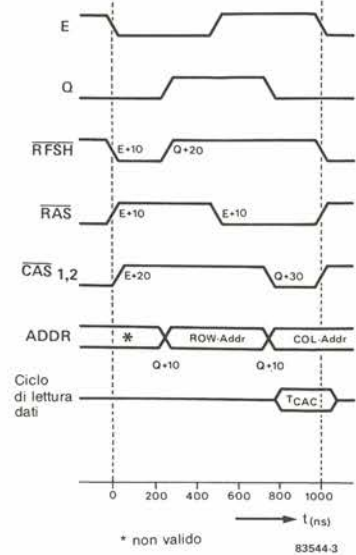 E
Q
RFSH E+10 Q+20
RAS E+10 E+10
CAS 1,2 E+20 Q+30
ADDR * ROW-Addr COL-Addr
Q+10 Q+10
Ciclo
di lettura
dati
TCAC
0 200 400 600 800 1000
t(ns)
* non valido
83544-3